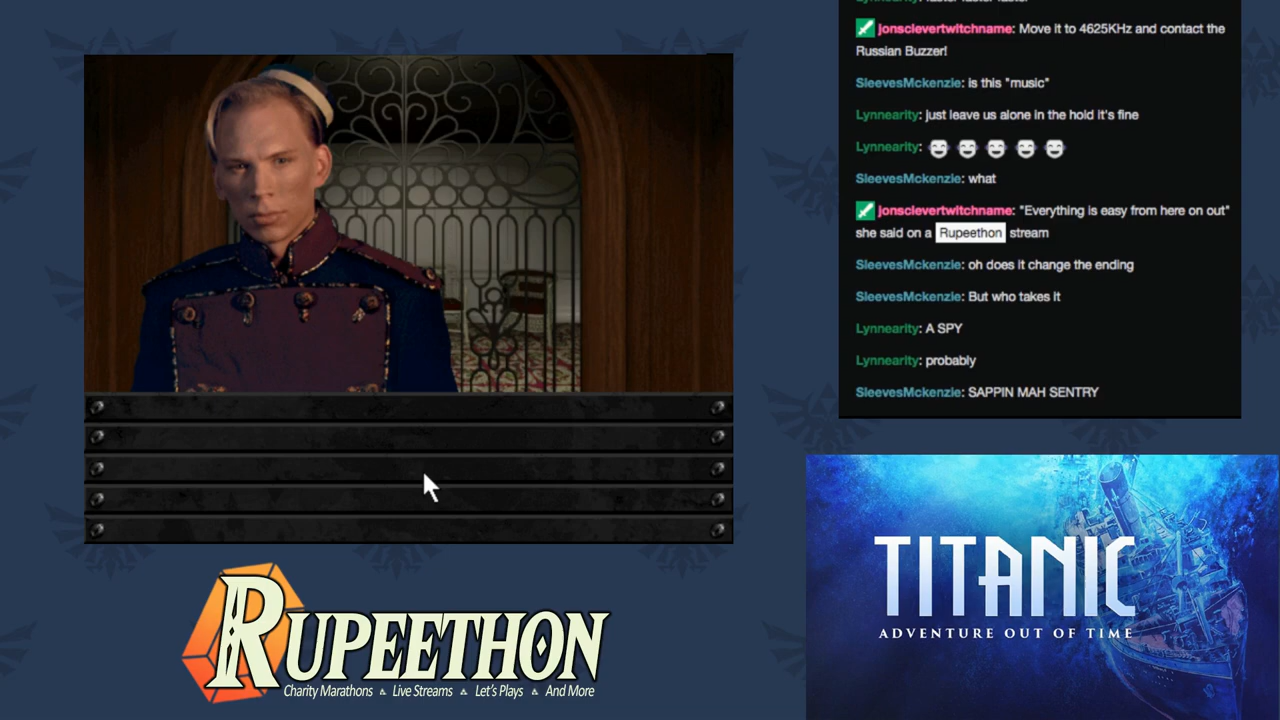 jonsclevertwitchname: Move it to 4625KHz and contact the
Russian Buzzer!
SleevesMckenzie: is this "music"
Lynnearity: just leave us alone in the hold it's fine
Lynnearity:
SleevesMckenzie: what
jonsclevertwitchname: "Everything is easy from here on out"
she said on a Rupeethon stream
SleevesMckenzie: oh does it change the ending
SleevesMckenzie: But who takes it
Lynnearity: A SPY
Lynnearity: probably
SleevesMckenzie: SAPPIN MAH SENTRY
TITANIC
ADVENTURE OUT OF TIME
RUPEETHON
Charity Marathons Live Streams Let's Plays And More